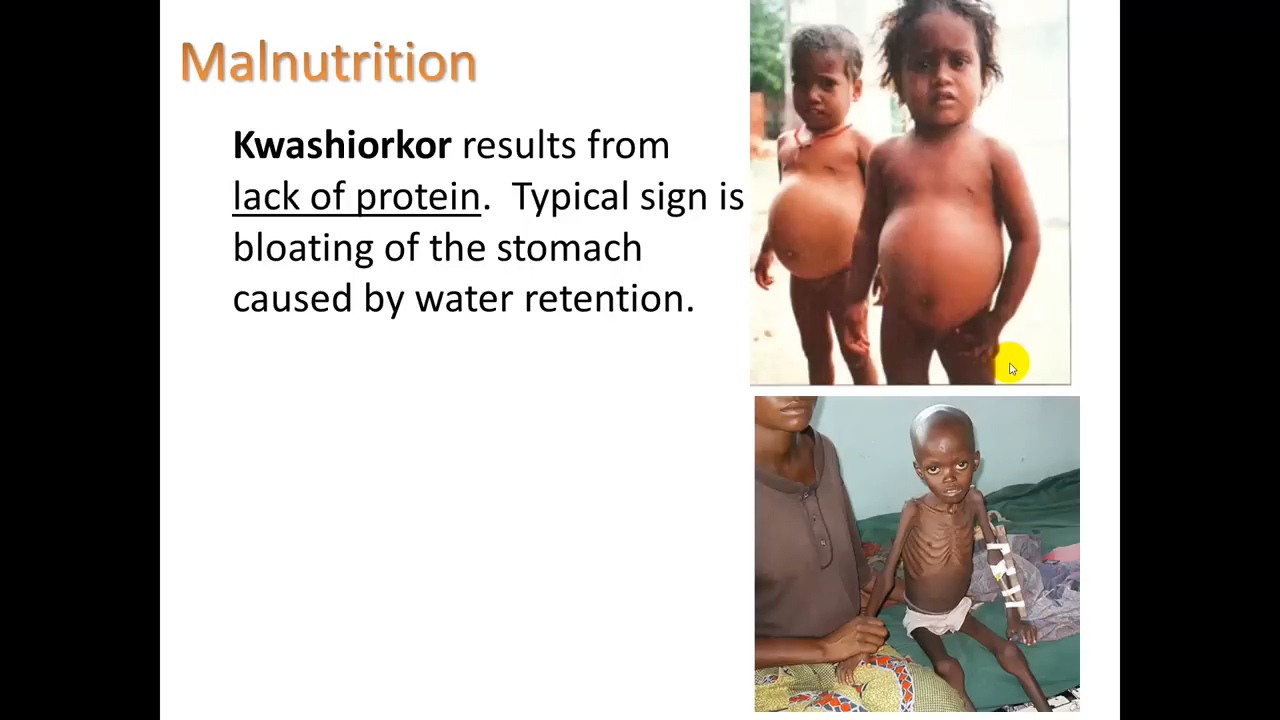 Malnutrition
Kwashiorkor results from
lack of protein. Typical sign is
bloating of the stomach
caused by water retention.